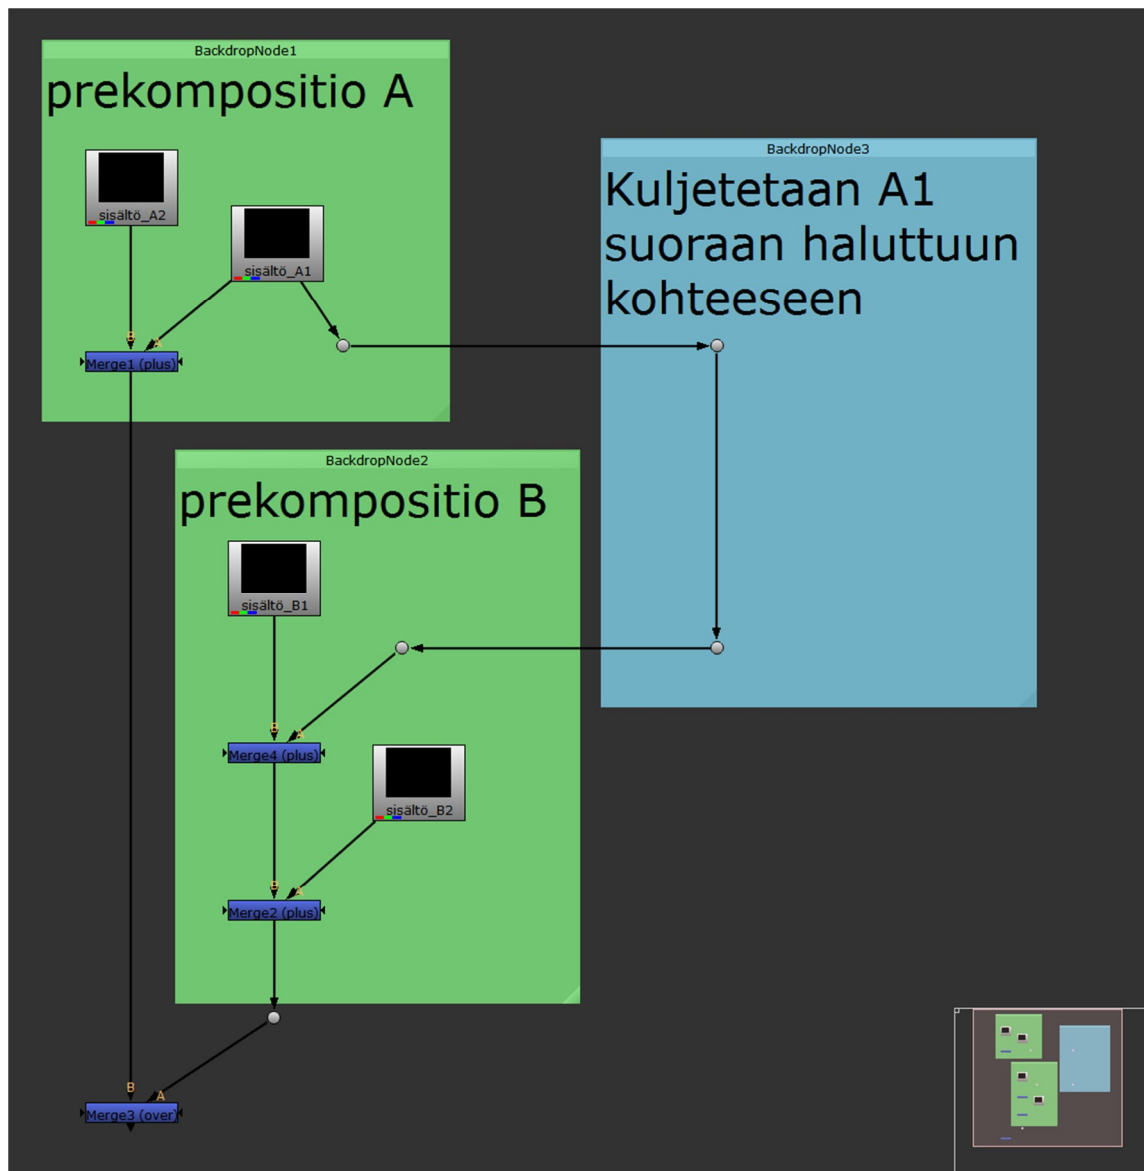 BackdropNode1
prekompositio A
sisältö_A2
sisältö_A1
B
A
Merge1 (plus)
BackdropNode3
Kuljetetaan A1
suoraan haluttuun
kohteeseen
BackdropNode2
prekompositio B
sisältö_B1
B
A
Merge4 (plus)
sisältö_B2
B
A
Merge2 (plus)
B
A
Merge3 (over)